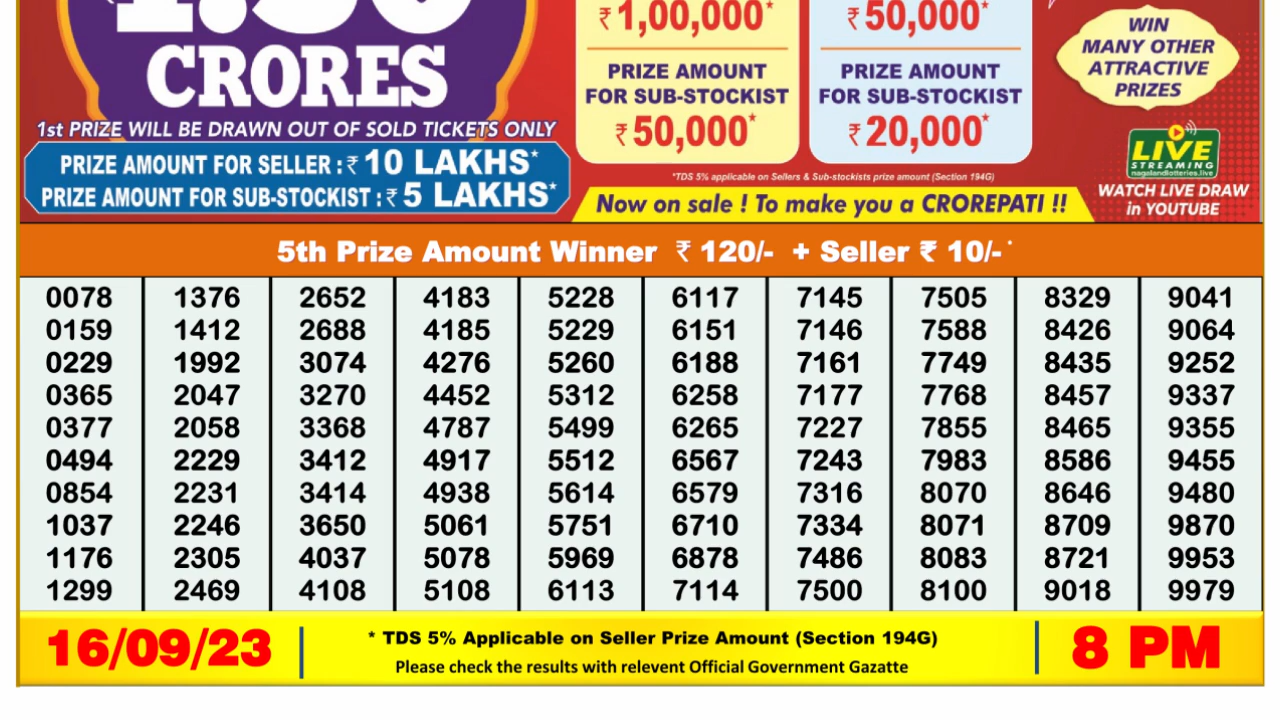 CRORES
1st PRIZE WILL BE DRAWN OUT OF SOLD TICKETS ONLY
PRIZE AMOUNT FOR SELLER : ₹ 10 LAKHS*
PRIZE AMOUNT FOR SUB-STOCKIST : ₹ 5 LAKHS*
₹ 1,00,000*
PRIZE AMOUNT
FOR SUB-STOCKIST
₹ 50,000*
₹ 50,000*
PRIZE AMOUNT
FOR SUB-STOCKIST
₹ 20,000*
*TDS 5% applicable on Sellers & Sub-stockists prize amount (Section 194G)
Now on sale ! To make you a CROREPATI !!
WIN
MANY OTHER
ATTRACTIVE
PRIZES
LIVE
STREAMING
nagalandlotteries.live
WATCH LIVE DRAW
in YOUTUBE
5th Prize Amount Winner ₹ 120/- + Seller ₹ 10/-*
0078 1376 2652 4183 5228 6117 7145 7505 8329 9041
0159 1412 2688 4185 5229 6151 7146 7588 8426 9064
0229 1992 3074 4276 5260 6188 7161 7749 8435 9252
0365 2047 3270 4452 5312 6258 7177 7768 8457 9337
0377 2058 3368 4787 5499 6265 7227 7855 8465 9355
0494 2229 3412 4917 5512 6567 7243 7983 8586 9455
0854 2231 3414 4938 5614 6579 7316 8070 8646 9480
1037 2246 3650 5061 5751 6710 7334 8071 8709 9870
1176 2305 4037 5078 5969 6878 7486 8083 8721 9953
1299 2469 4108 5108 6113 7114 7500 8100 9018 9979
16/09/23
* TDS 5% Applicable on Seller Prize Amount (Section 194G)
Please check the results with relevent Official Government Gazatte
8 PM